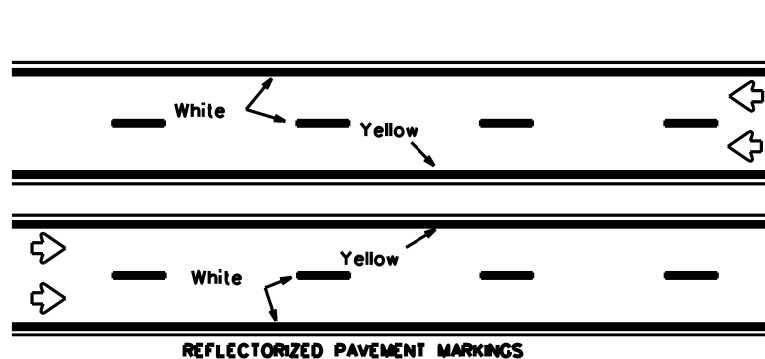 White
Yellow
Yellow
White
REFLECTORIZED PAVEMENT MARKINGS